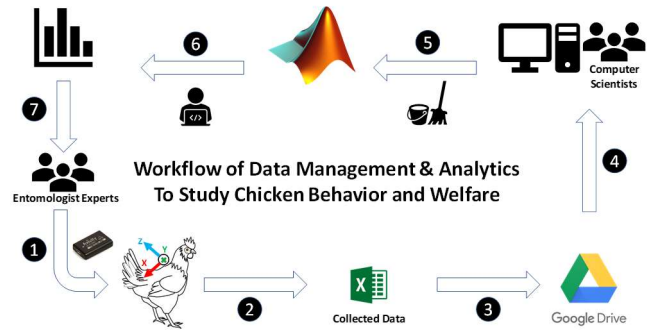 6
5
Computer
Scientists
7
</>
Workflow of Data Management & Analytics
To Study Chicken Behavior and Welfare
4
Entomologist Experts
1
Z
Y
X
X
2
Collected Data
3
Google Drive